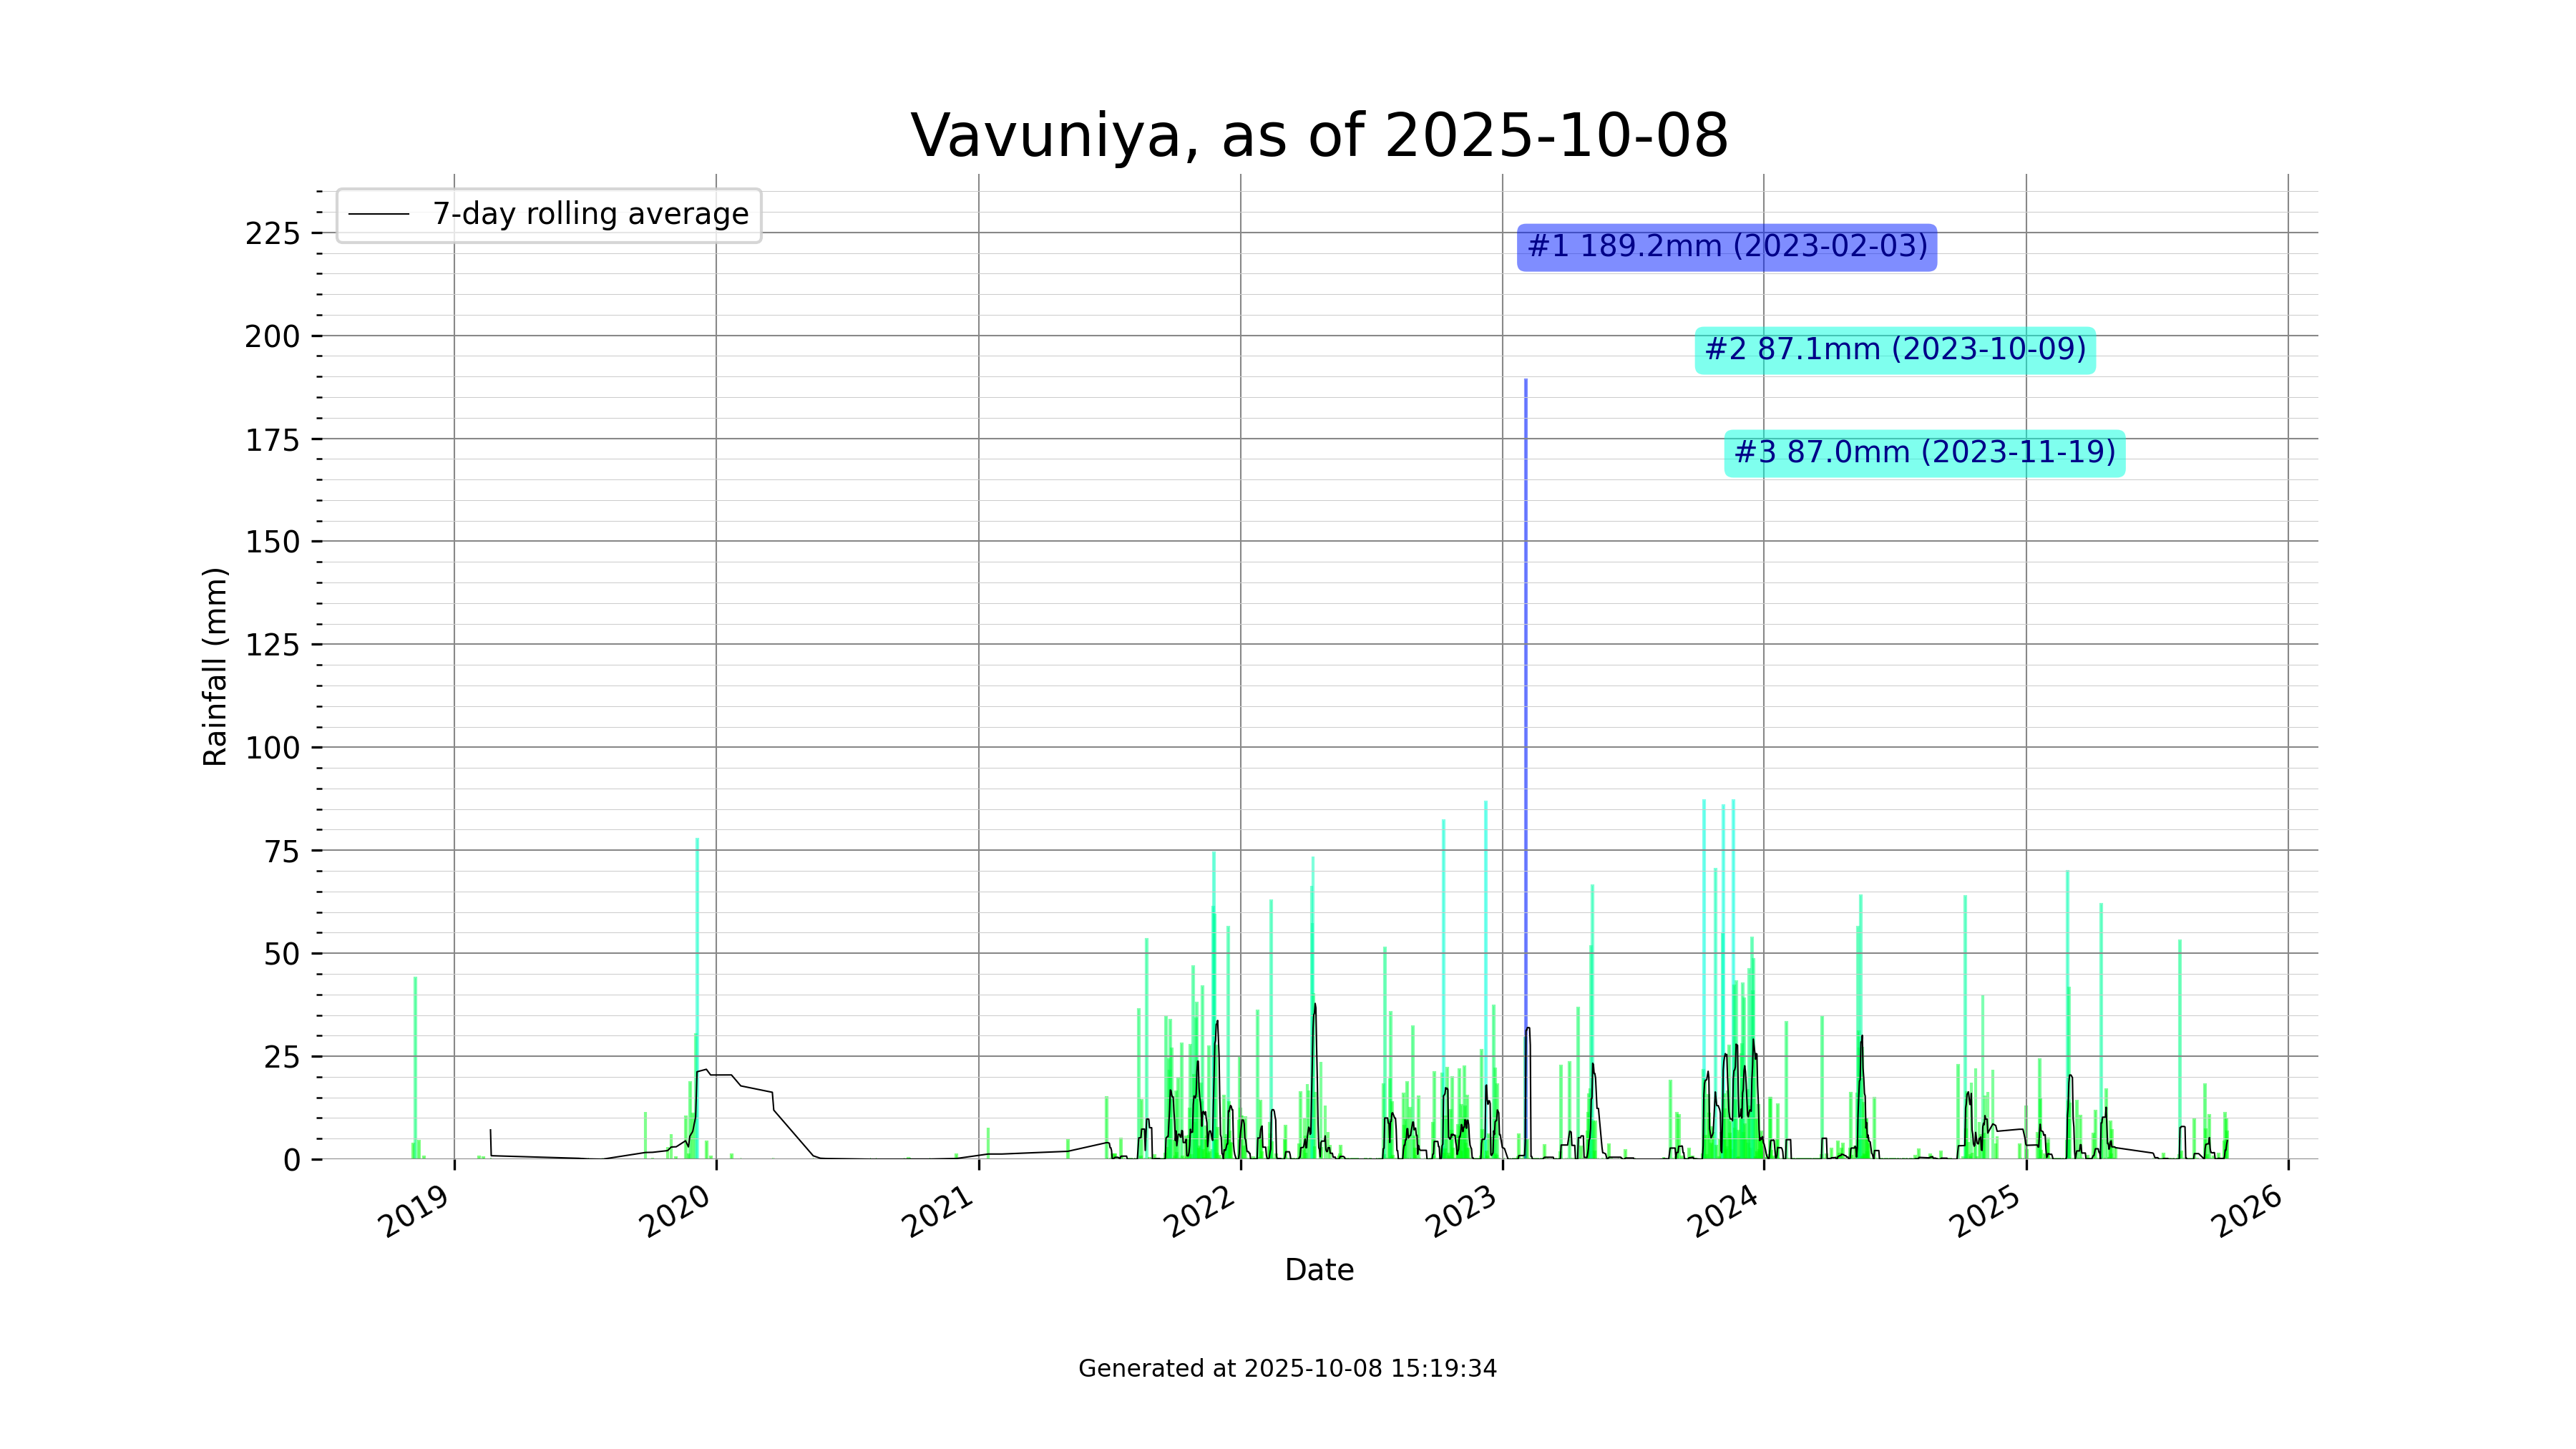 Vavuniya, as of 2025-10-08
7-day rolling average
#1 189.2mm (2023-02-03)
#2 87.1mm (2023-10-09)
#3 87.0mm (2023-11-19)
225
200
175
150
125
100
75
50
25
0
Rainfall (mm)
2019
2020
2021
2022
2023
2024
2025
2026
Date
Generated at 2025-10-08 15:19:34